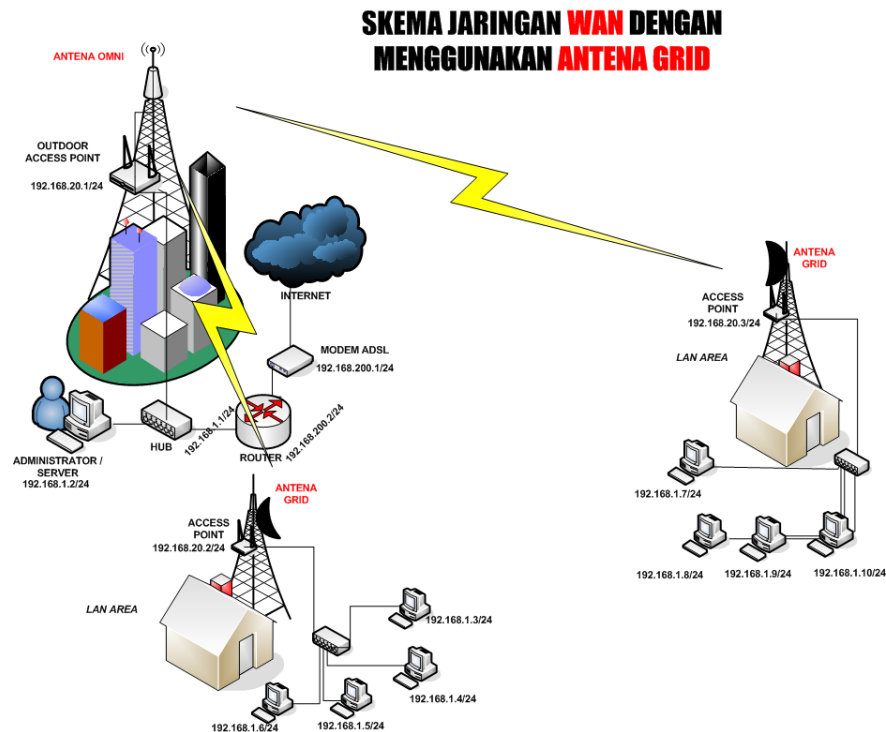 SKEMA JARINGAN WAN DENGAN
MENGGUNAKAN ANTENA GRID
ANTENA OMNI
OUTDOOR
ACCESS POINT
192.168.20.1/24
INTERNET
MODEM ADSL
192.168.200.1/24
192.168.1.1/24
192.168.200.2/24
HUB
ROUTER
ADMINISTRATOR /
SERVER
192.168.1.2/24
ANTENA
GRID
ACCESS
POINT
192.168.20.3/24
LAN AREA
192.168.1.7/24
192.168.1.8/24
192.168.1.9/24
192.168.1.10/24
ANTENA
GRID
ACCESS
POINT
192.168.20.2/24
LAN AREA
192.168.1.3/24
192.168.1.4/24
192.168.1.6/24
192.168.1.5/24